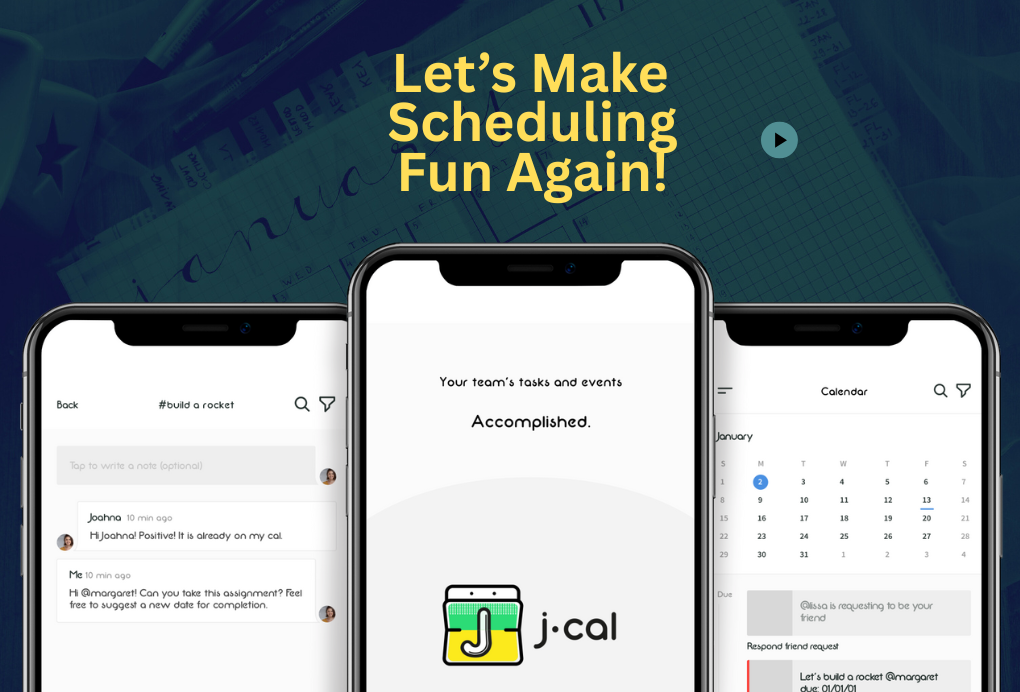 Let's Make
Scheduling
Fun Again!
Back
#build a rocket
Tap to write a note (optional)
Joahna 10 min ago
Hi Joahna! Positive! It is already on my cal.
Me 10 min ago
Hi @margaret! Can you take this assignment? Feel
free to suggest a new date for completion.
Your team's tasks and events
Accomplished.
J
j·cal
Calendar
January
S M T W T F S
1 2 3 4 5 6 7
8 9 10 11 12 13 14
15 16 17 18 19 20 21
22 23 24 25 26 27 28
29 30 31 1 2 3 4
Due
@lissa is requesting to be your
friend
Respond friend request
Let's build a rocket @margaret
due: 01/01/01
januar
WED